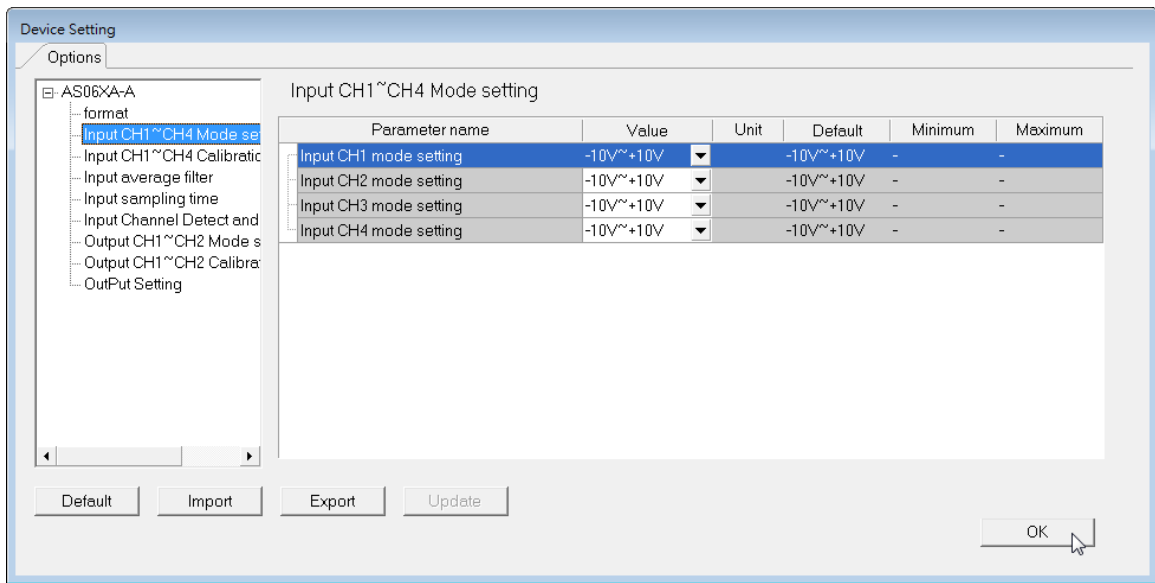 Device Setting
Options
AS06XA-A
format
Input CH1~CH4 Mode se
Input CH1~CH4 Calibratic
Input average filter
Input sampling time
Input Channel Detect and
Output CH1~CH2 Mode s
Output CH1~CH2 Calibra
OutPut Setting
Input CH1~CH4 Mode setting
Parameter name Value Unit Default Minimum Maximum
Input CH1 mode setting -10V~+10V -10V~+10V - -
Input CH2 mode setting -10V~+10V -10V~+10V - -
Input CH3 mode setting -10V~+10V -10V~+10V - -
Input CH4 mode setting -10V~+10V -10V~+10V - -
Default Import Export Update
OK